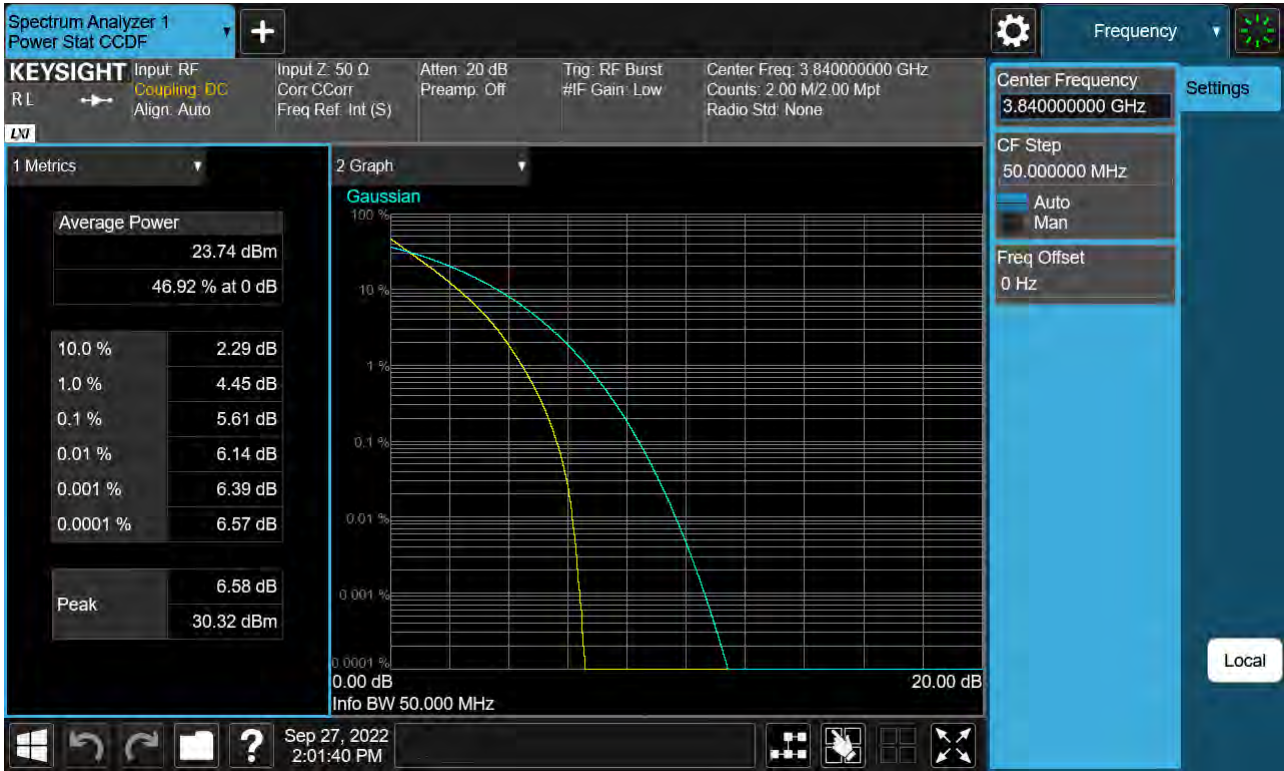 Spectrum Analyzer 1
Power Stat CCDF
Frequency
KEYSIGHT
RL
LXI
Input: RF
Coupling: DC
Align: Auto
Input Z: 50 Ω
Corr CCorr
Freq Ref: Int (S)
Atten: 20 dB
Preamp: Off
Trig: RF Burst
#IF Gain: Low
Center Freq: 3.840000000 GHz
Counts: 2.00 M/2.00 Mpt
Radio Std: None
Center Frequency
3.840000000 GHz
Settings
CF Step
50.000000 MHz
Auto
Man
Freq Offset
0 Hz
Local
1 Metrics
Average Power
23.74 dBm
46.92 % at 0 dB
10.0 % 2.29 dB
1.0 % 4.45 dB
0.1 % 5.61 dB
0.01 % 6.14 dB
0.001 % 6.39 dB
0.0001 % 6.57 dB
Peak
6.58 dB
30.32 dBm
2 Graph
Gaussian
100 %
10 %
1 %
0.1 %
0.01 %
0.001 %
0.0001 %
0.00 dB 20.00 dB
Info BW 50.000 MHz
Sep 27, 2022
2:01:40 PM